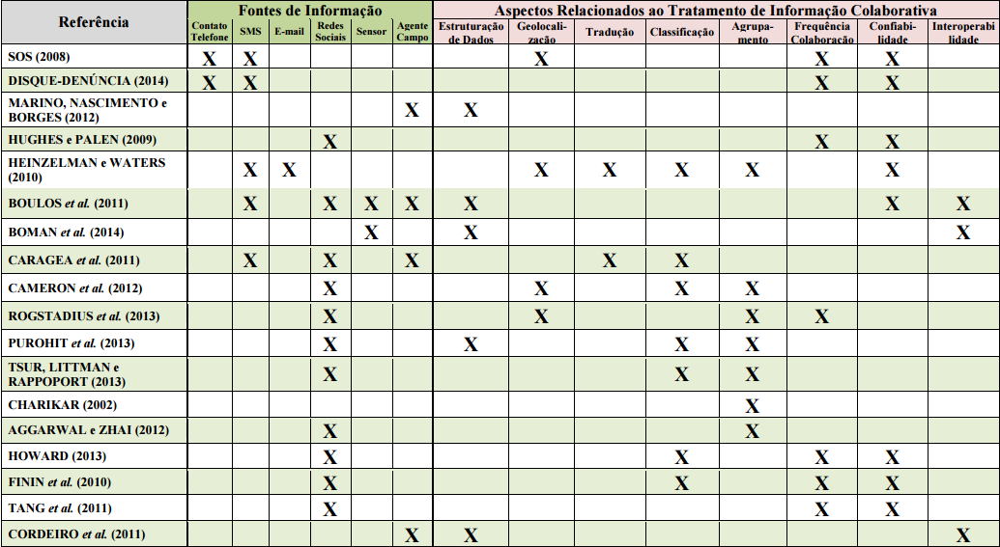 Referência
Fontes de Informação
Aspectos Relacionados ao Tratamento de Informação Colaborativa
Contato Telefone
SMS
E-mail
Redes Sociais
Sensor
Agente Campo
Estruturação de Dados
Geolocali-zação
Tradução
Classificação
Agrupa-mento
Frequência Colaboração
Confiabi-lidade
Interoperabi lidade
SOS (2008) X X X X X
DISQUE-DENÚNCIA (2014) X X X X
MARINO, NASCIMENTO e
BORGES (2012) X X
HUGHES e PALEN (2009) X X X
HEINZELMAN e WATERS
(2010) X X X X X X X
BOULOS et al. (2011) X X X X X X X
BOMAN et al. (2014) X X X
CARAGEA et al. (2011) X X X X X
CAMERON et al. (2012) X X X X
ROGSTADIUS et al. (2013) X X X X
PUROHIT et al. (2013) X X X X
TSUR, LITTMAN e
RAPPOPORT (2013) X X X
CHARIKAR (2002) X
AGGARWAL e ZHAI (2012) X X
HOWARD (2013) X X X X
FININ et al. (2010) X X X X
TANG et al. (2011) X X X
CORDEIRO et al. (2011) X X X